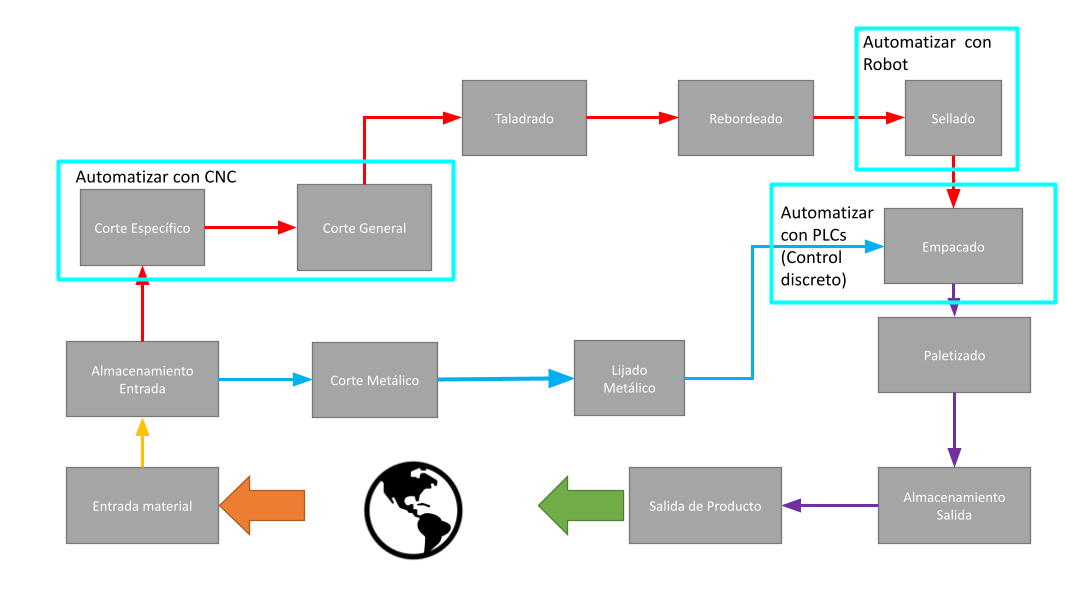 Automatizar  con
Robot
Taladrado
Rebordeado
Sellado
Automatizar con CNC
Corte Específico
Corte General
Automatizar
con PLCs
(Control
discreto)
Empacado
Almacenamiento
Entrada
Corte Metálico
Lijado
Metálico
Paletizado
Entrada material
Salida de Producto
Almacenamiento
Salida